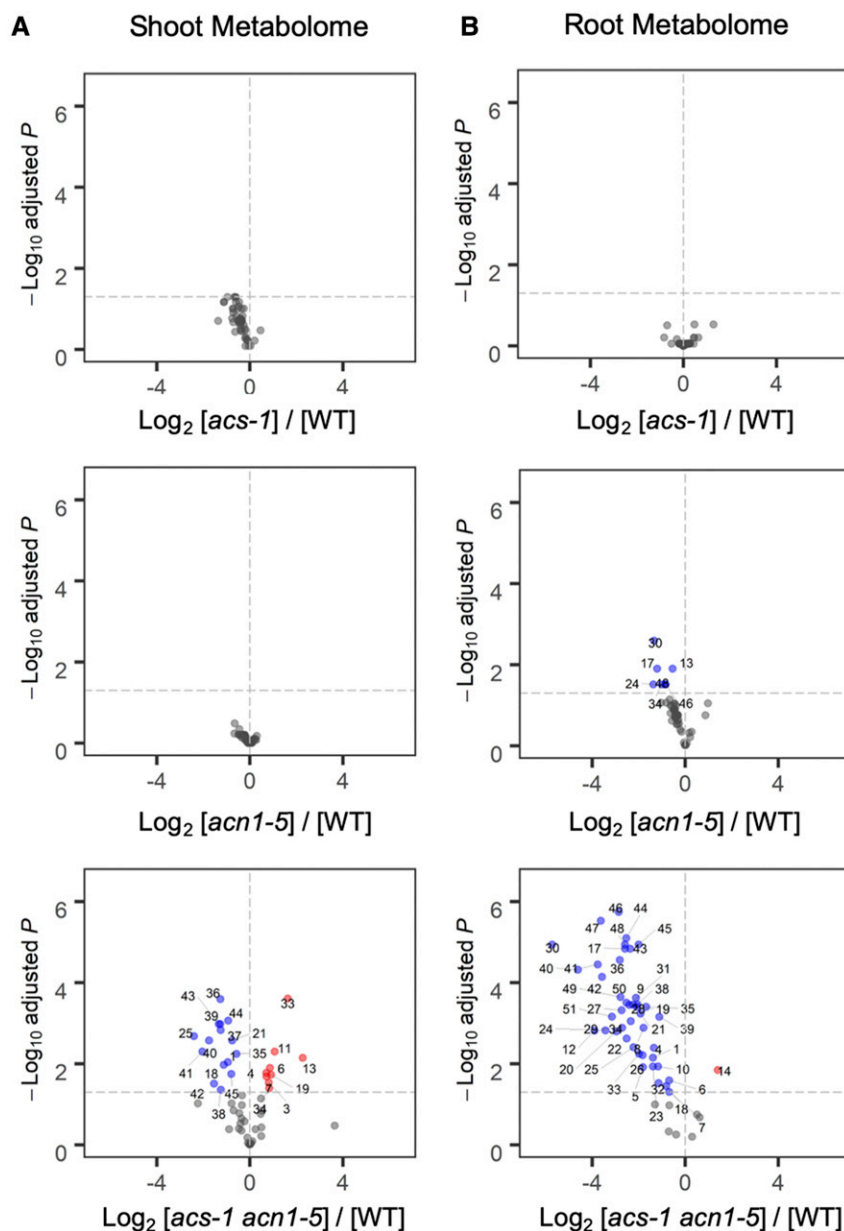 A Shoot Metabolome
B Root Metabolome
6
4
2
0
−Log10 adjusted P
-4 0 4
Log2 [acs-1] / [WT]
6
4
2
0
−Log10 adjusted P
-4 0 4
Log2 [acs-1] / [WT]
6
4
2
0
−Log10 adjusted P
-4 0 4
Log2 [acn1-5] / [WT]
6
4
2
0
−Log10 adjusted P
30
17 13
24 48
34 46
-4 0 4
Log2 [acn1-5] / [WT]
6
4
2
0
−Log10 adjusted P
36
43 33
39 44
25 37 21
40 1 35 11
41 18 4 6 13
7 19
42 45 34 3
38
-4 0 4
Log2 [acs-1 acn1-5] / [WT]
6
4
2
0
−Log10 adjusted P
46 44
47 48 45
30 17 43
40 41 36 31
49 42 50 9 38
51 27 28 35
24 29 34 21 39
12 22 8 4 1
20 25 26 10 14
33 32 6
5 18
23 7
-4 0 4
Log2 [acs-1 acn1-5] / [WT]